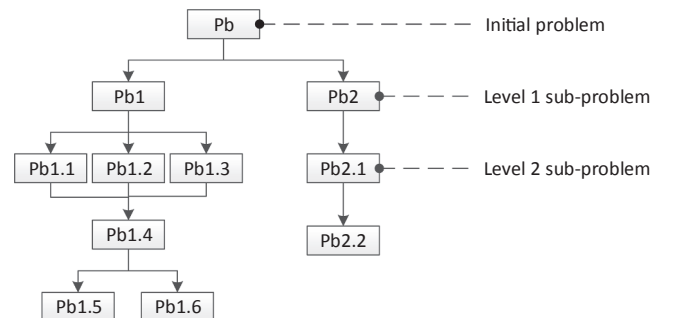 Pb
Initial problem
Pb1
Pb2
Level 1 sub-problem
Pb1.1
Pb1.2
Pb1.3
Pb2.1
Level 2 sub-problem
Pb1.4
Pb2.2
Pb1.5
Pb1.6